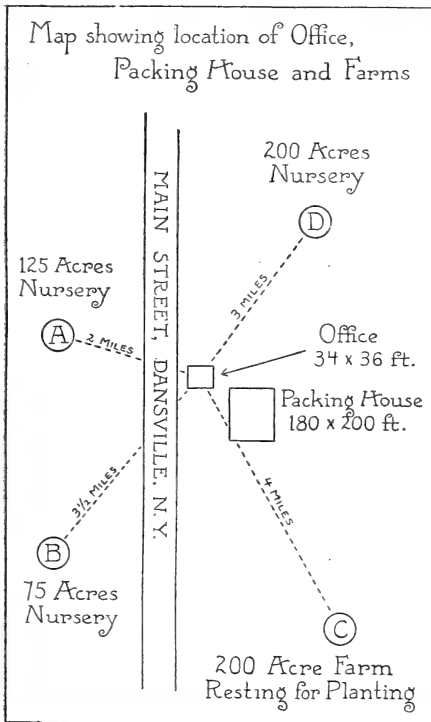 Map showing location of Office,
Packing House and Farms
200 Acres
Nursery
D
MAIN STREET, DANSVILLE. N.Y.
125 Acres
Nursery
A
2 MILES
3 MILES
Office
34 x 36 ft.
Packing House
180 x 200 ft.
3½ MILES
4 MILES
B
75 Acres
Nursery
C
200 Acre Farm
Resting for Planting